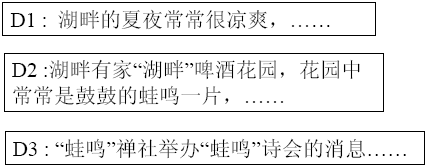 D1 : 湖畔的夏夜常常很凉爽，……
D2 :湖畔有家“湖畔”啤酒花园，花园中
常常是鼓鼓的蛙鸣一片，……
D3 : “蛙鸣”禅社举办“蛙鸣”诗会的消息……